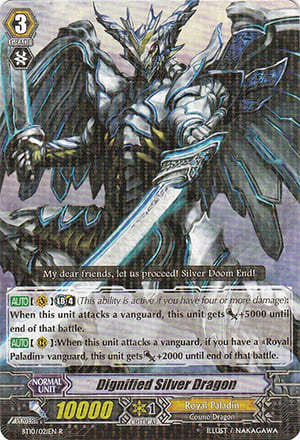 GRADE
3
My dear friends, let us proceed! Silver Doom End!
AUTO [V] LB 4 (This ability is active if you have four or more damage):
When this unit attacks a vanguard, this unit gets +5000 until
end of that battle.
AUTO [V]: When this unit attacks a vanguard, if you have a «Royal
Paladin» vanguard, this unit gets +2000 until end of that battle.
NORMAL
UNIT
Dignified Silver Dragon
POWER
10000
1
CRITICAL
Royal Paladin
Cosmo Dragon
BT10/021EN R
ILLUST / NAKAGAWA